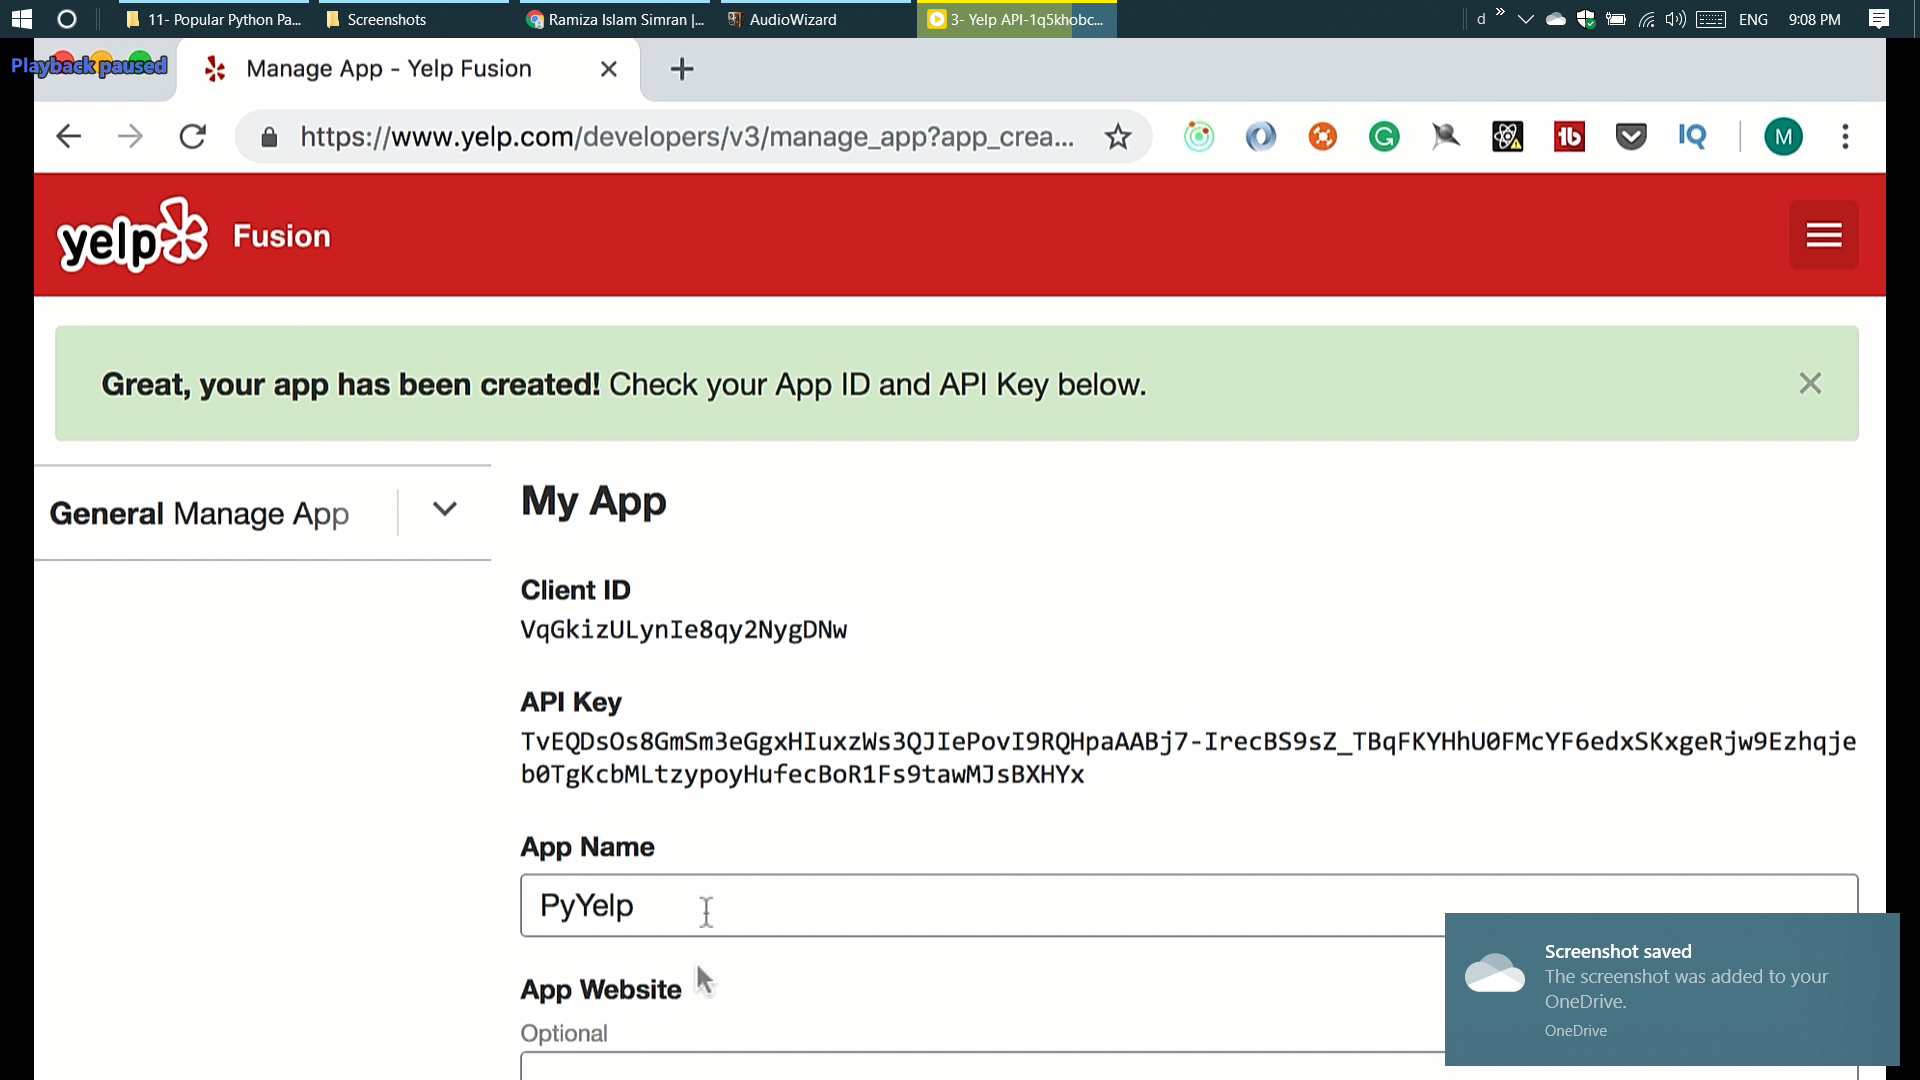 11- Popular Python Pa...
Screenshots
Ramiza Islam Simran |...
AudioWizard
3- Yelp API-1q5khobc...
d
ENG
9:08 PM
Playback paused
Manage App - Yelp Fusion
https://www.yelp.com/developers/v3/manage_app?app_crea...
G
tb
IQ
M
yelp
Fusion
Great, your app has been created! Check your App ID and API Key below.
General Manage App
My App
Client ID
VqGkizULynIe8qy2NygDNw
API Key
TvEQDsOs8GmSm3eGgxHIuxzWs3QJIePovI9RQHpaAABj7-IrecBS9sZ_TBqFKYHhU0FMcYF6edxSKxgeRjw9Ezhqje
b0TgKcbMLtzypoyHufecBoR1Fs9tawMJsBXHYx
App Name
PyYelp
App Website
Optional
Screenshot saved
The screenshot was added to your
OneDrive.
OneDrive